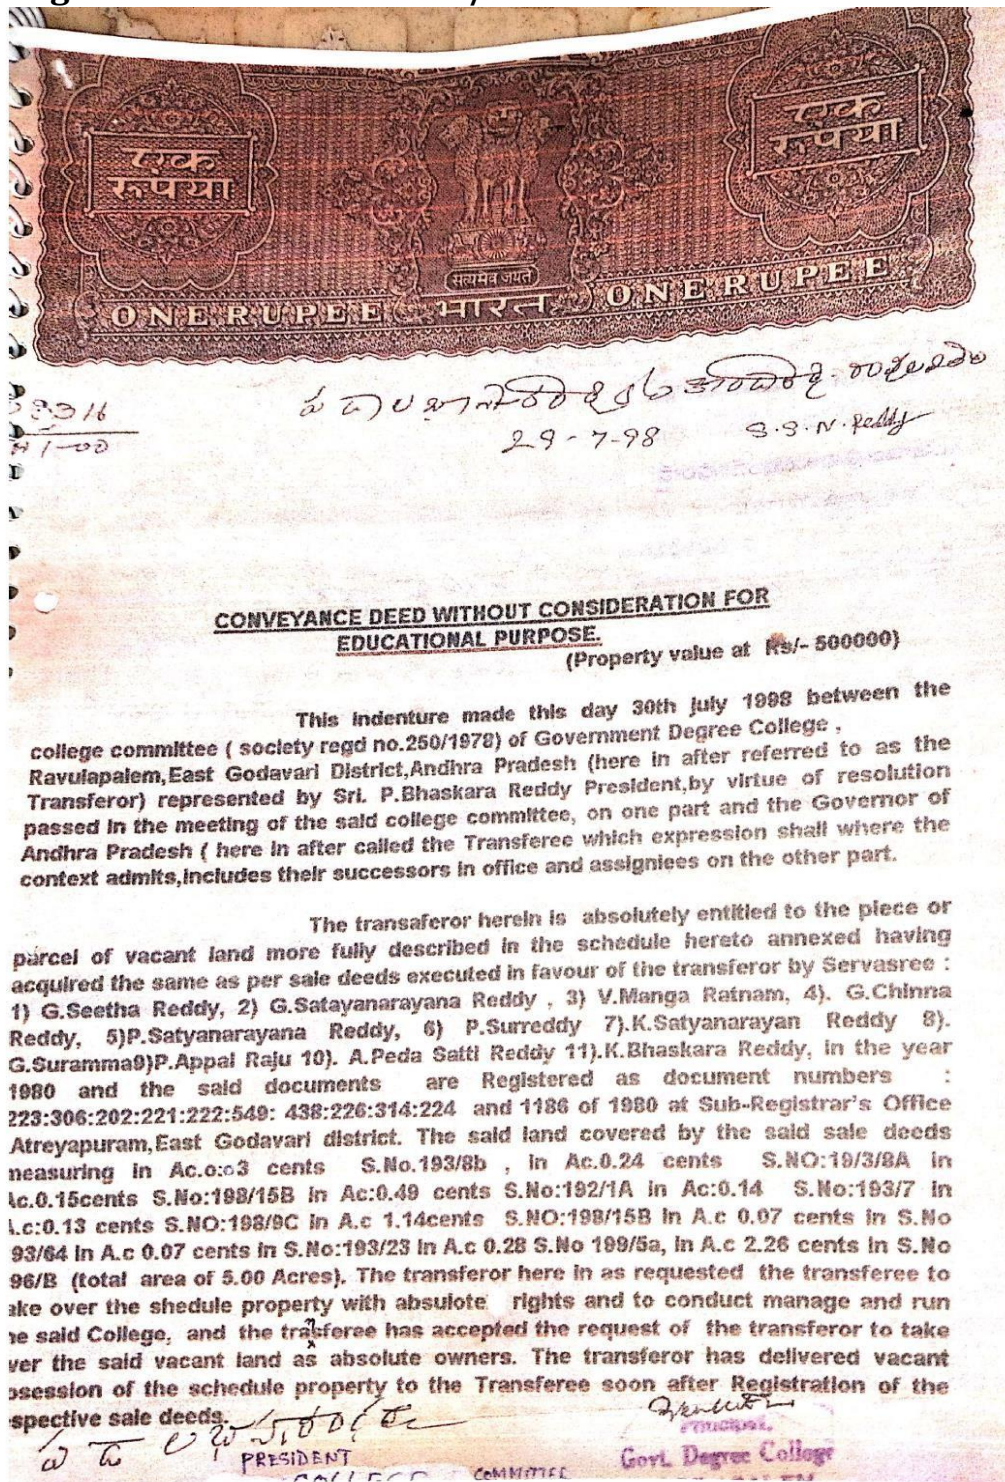 एक
रूपया
एक
रूपया
सत्यमेव जयते
ONE RUPEE भारत ONE RUPEE
29-7-98 S.S.N. Reddy
CONVEYANCE DEED WITHOUT CONSIDERATION FOR
EDUCATIONAL PURPOSE.
(Property value at Rs/- 500000)
This indenture made this day 30th july 1998 between the
college committee ( society regd no.250/1978) of Government Degree College ,
Ravulapalem,East Godavari District,Andhra Pradesh (here in after referred to as the
Transferor) represented by Sri. P.Bhaskara Reddy President,by virtue of resolution
passed in the meeting of the said college committee, on one part and the Governor of
Andhra Pradesh ( here in after called the Transferee which expression shall where the
context admits,includes their successors in office and assigniees on the other part.
The transaferor herein is absolutely entitled to the piece or
parcel of vacant land more fully described in the schedule hereto annexed having
acquired the same as per sale deeds executed in favour of the transferor by Servasree :
1) G.Seetha Reddy, 2) G.Satayanarayana Reddy , 3) V.Manga Ratnam, 4). G.Chinna
Reddy, 5)P.Satyanarayana Reddy, 6) P.Surreddy 7).K.Satyanarayan Reddy 8).
G.Suramma9)P.Appal Raju 10). A.Peda Satti Reddy 11).K.Bhaskara Reddy, in the year
1980 and the said documents are Registered as document numbers :
223:306:202:221:222:549: 438:226:314:224 and 1186 of 1980 at Sub-Registrar's Office
Atreyapuram,East Godavari district. The said land covered by the said sale deeds
measuring in Ac.o:o3 cents S.No.193/8b , in Ac.0.24 cents S.NO:19/3/8A in
Ac.0.15cents S.No:198/15B in Ac:0.49 cents S.No:192/1A in Ac:0.14 S.No:193/7 in
A.c:0.13 cents S.NO:198/9C in A.c 1.14cents S.NO:198/15B in A.c 0.07 cents in S.No
93/64 in A.c 0.07 cents in S.No:193/23 in A.c 0.28 S.No 199/5a, in A.c 2.26 cents in S.No
96/B (total area of 5.00 Acres). The transferor here in as requested the transferee to
ake over the shedule property with absulote rights and to conduct manage and run
he said College, and the trasferee has accepted the request of the transferor to take
ver the said vacant land as absolute owners. The transferor has delivered vacant
osession of the schedule property to the Transferee soon after Registration of the
spective sale deeds.
PRESIDENT Principal,
COLLEGE COMMITTEE Govt. Degree College